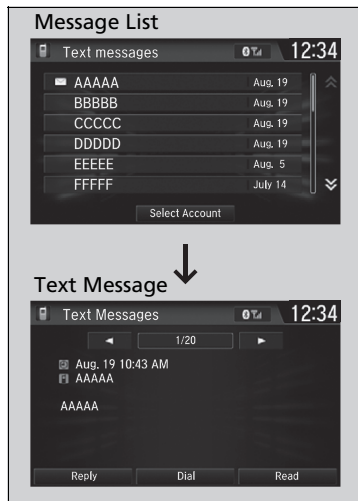 Message List
Text messages 12:34
AAAAA Aug. 19
BBBBB Aug. 19
CCCCC Aug. 19
DDDDD Aug. 19
EEEEE Aug. 5
FFFFF July 14
Select Account
Text Message
Text Messages 12:34
1/20
Aug. 19 10:43 AM
AAAAA
AAAAA
Reply Dial Read